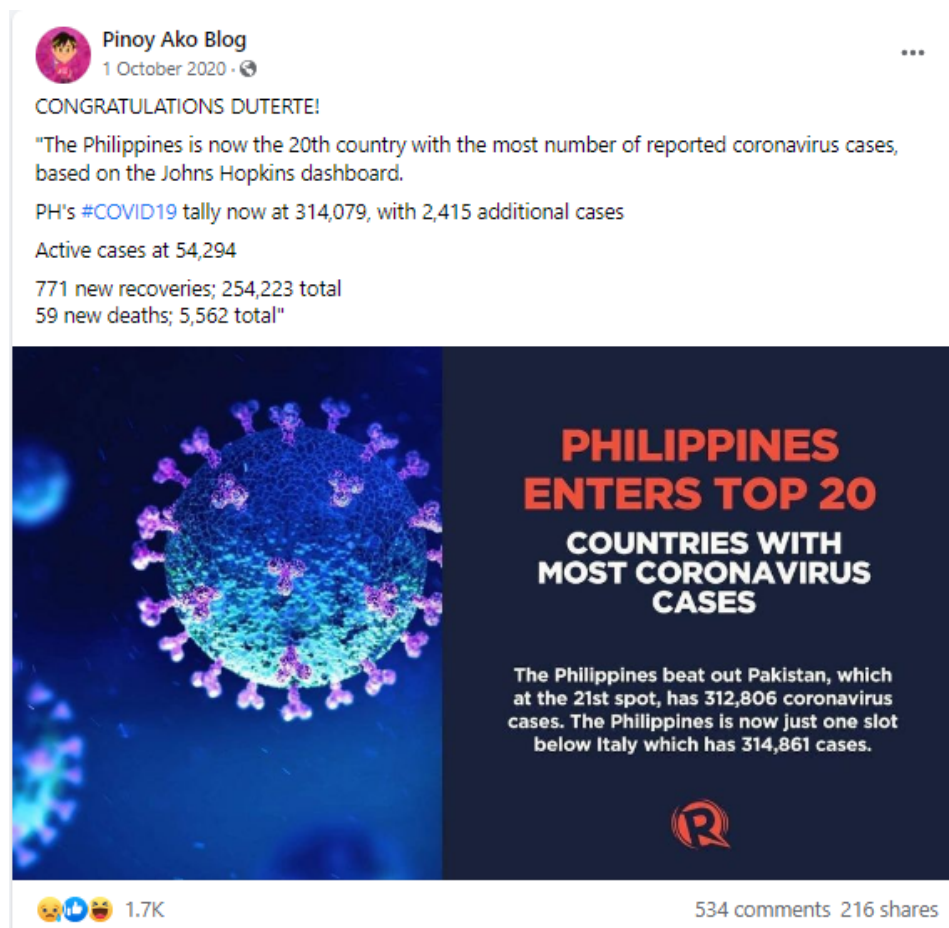 Pinoy Ako Blog
1 October 2020 ·
CONGRATULATIONS DUTERTE!
"The Philippines is now the 20th country with the most number of reported coronavirus cases,
based on the Johns Hopkins dashboard.
PH's #COVID19 tally now at 314,079, with 2,415 additional cases
Active cases at 54,294
771 new recoveries; 254,223 total
59 new deaths; 5,562 total"
PHILIPPINES
ENTERS TOP 20
COUNTRIES WITH
MOST CORONAVIRUS
CASES
The Philippines beat out Pakistan, which
at the 21st spot, has 312,806 coronavirus
cases. The Philippines is now just one slot
below Italy which has 314,861 cases.
R
1.7K
534 comments 216 shares